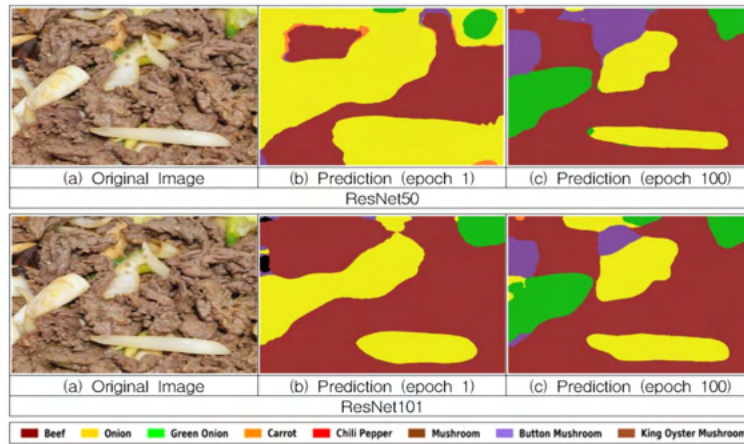 (a) Original Image (b) Prediction (epoch 1) (c) Prediction (epoch 100)
ResNet50
(a) Original Image (b) Prediction (epoch 1) (c) Prediction (epoch 100)
ResNet101
Beef Onion Green Onion Carrot Chili Pepper Mushroom Button Mushroom King Oyster Mushroom